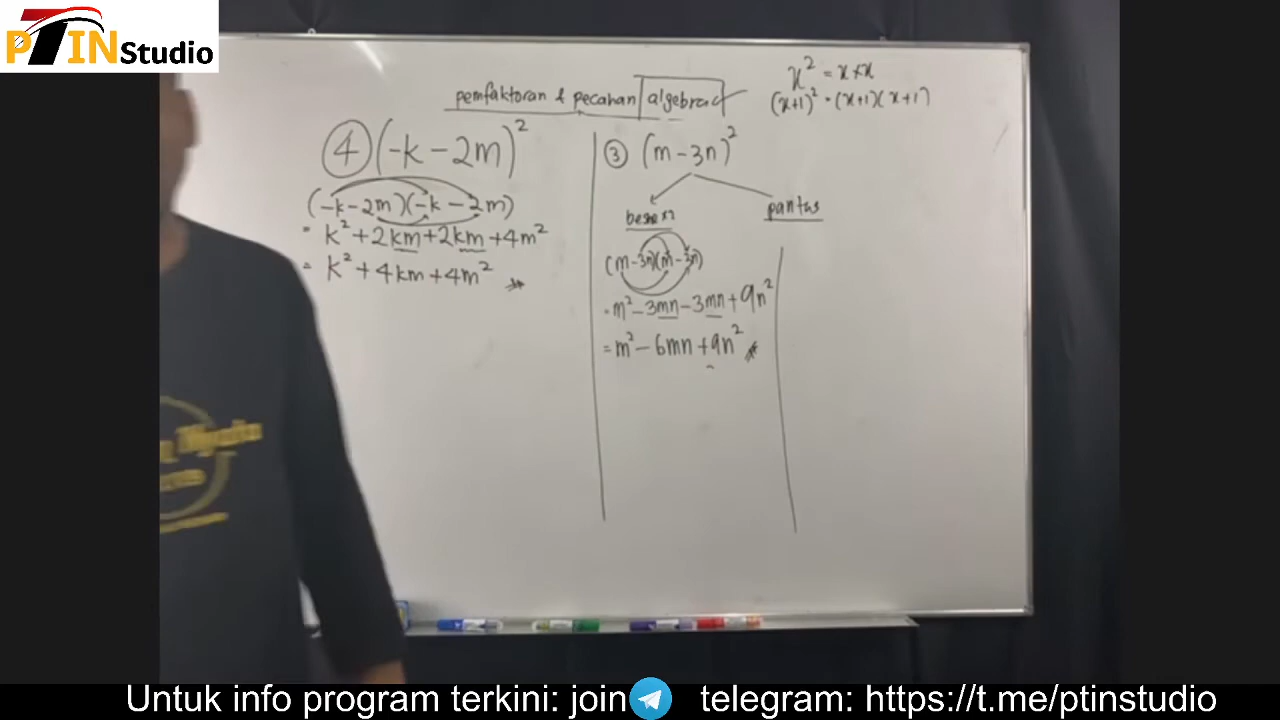 PTIN Studio
pemfaktoran & pecahan algebra
x² = x × x
(x+1)² = (x+1)(x+1)
④ (-k - 2m)²
(-k - 2m)(-k - 2m)
= k² + 2km + 2km + 4m²
= k² + 4km + 4m²
③ (m - 3n)²
pantas
(m - 3n)(m - 3n)
= m² - 3mn - 3mn + 9n²
= m² - 6mn + 9n²
Untuk info program terkini: join telegram: https://t.me/ptinstudio